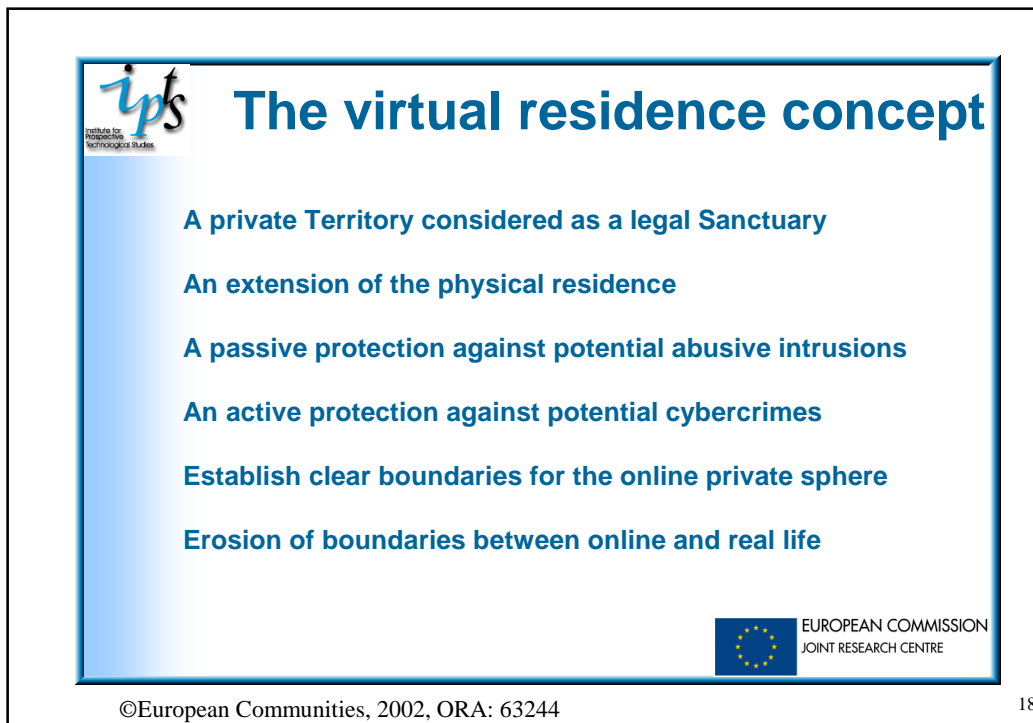 ipts
Institute for
Prospective
Technological Studies
The virtual residence concept
A private Territory considered as a legal Sanctuary
An extension of the physical residence
A passive protection against potential abusive intrusions
An active protection against potential cybercrimes
Establish clear boundaries for the online private sphere
Erosion of boundaries between online and real life
EUROPEAN COMMISSION
JOINT RESEARCH CENTRE
©European Communities, 2002, ORA: 63244
18